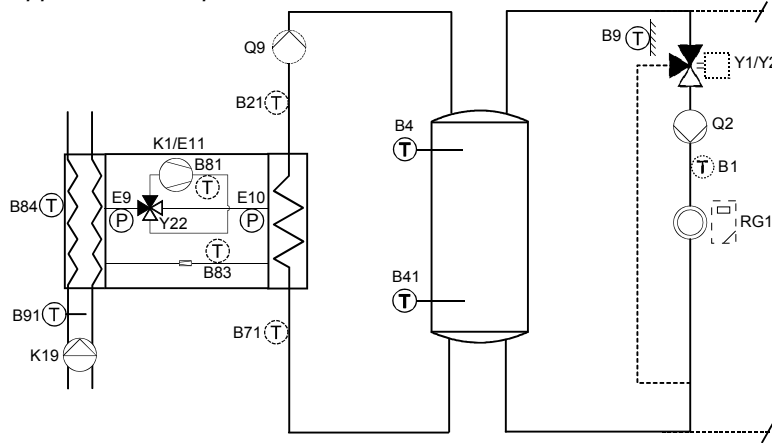 B9
T
Y1/Y2
Q9
B21
T
B4
T
Q2
T
B1
K1/E11
B81
T
B84
T
E9
P
E10
P
Y22
RG1
T
B83
B41
T
B91
T
B71
T
K19